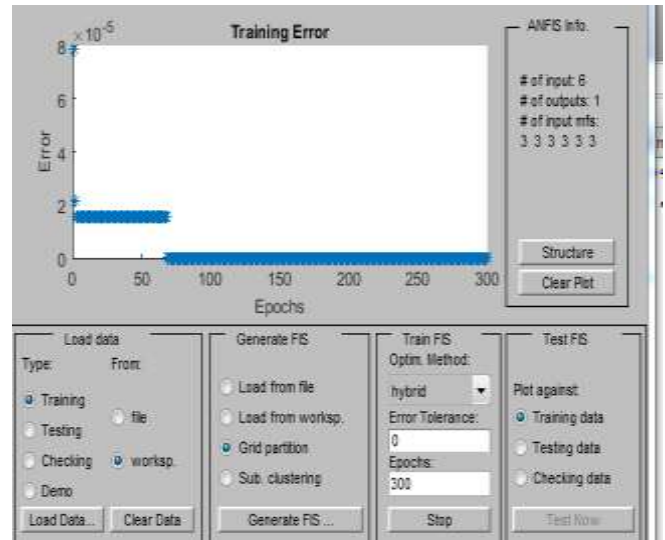 ×10⁻⁵
Training Error
8
6
4
2
0
Error
0 50 100 150 200 250 300
Epochs
ANFIS Info.
# of input: 6
# of outputs: 1
# of input mfs:
3 3 3 3 3 3
Structure
Clear Plot
Load data
Type: From:
Training
Testing
Checking
Demo
file
worksp.
Load Data... Clear Data
Generate FIS
Load from file
Load from worksp.
Grid partition
Sub. clustering
Generate FIS ...
Train FIS
Optim. Method:
hybrid
Error Tolerance:
0
Epochs:
300
Stop
Test FIS
Plot against:
Training data
Testing data
Checking data
Test Now